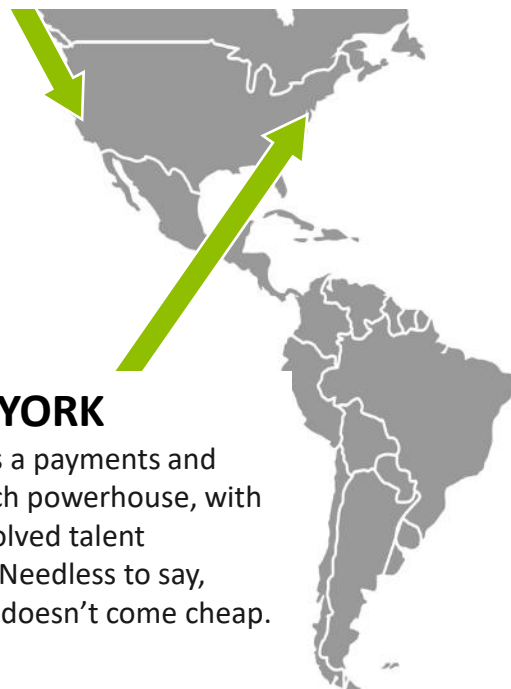 YORK
s a payments and
ch powerhouse, with
olved talent
Needless to say,
doesn’t come cheap.